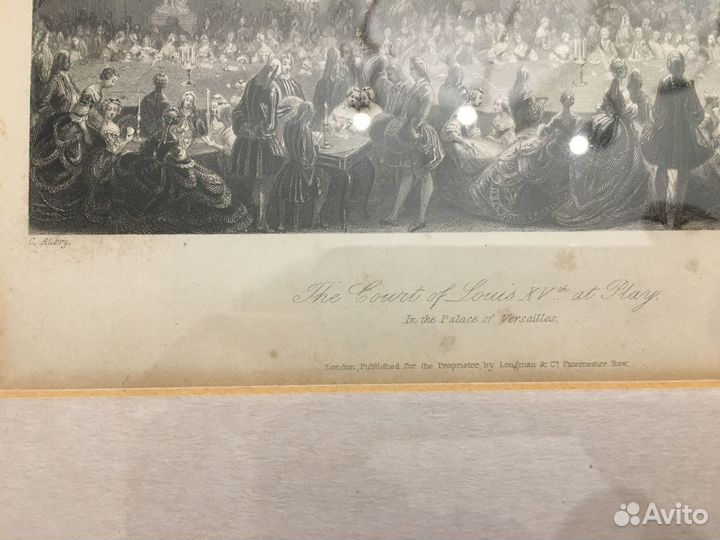 C. Aubry.
The Court of Louis XVth at Play.
In the Palace of Versailles.
London, Published for the Proprietor, by Longman & Co. Paternoster Row.
Avito